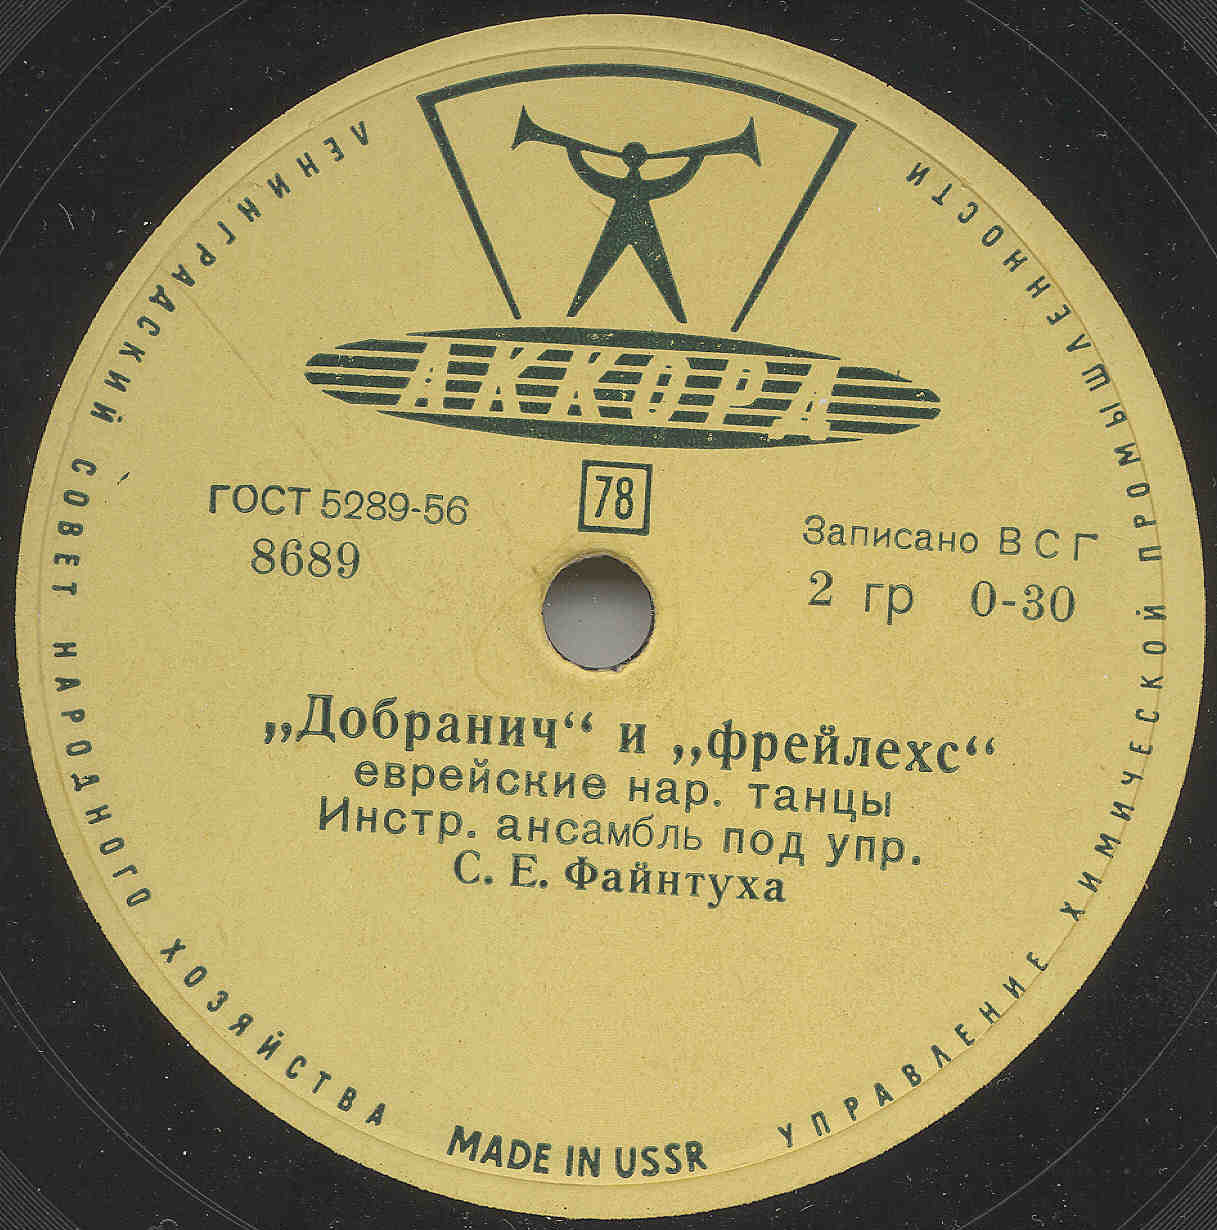 ЛЕНИНГРАДСКИЙ СОВЕТ НАРОДНОГО ХОЗЯЙСТВА
УПРАВЛЕНИЕ ХИМИЧЕСКОЙ ПРОМЫШЛЕННОСТИ
АККОРД
78
ГОСТ 5289-56
8689
Записано ВСГ
2 гр 0-30
„Добранич“ и „фрейлехс“
еврейские нар. танцы
Инстр. ансамбль под упр.
С. Е. Файнтуха
MADE IN USSR